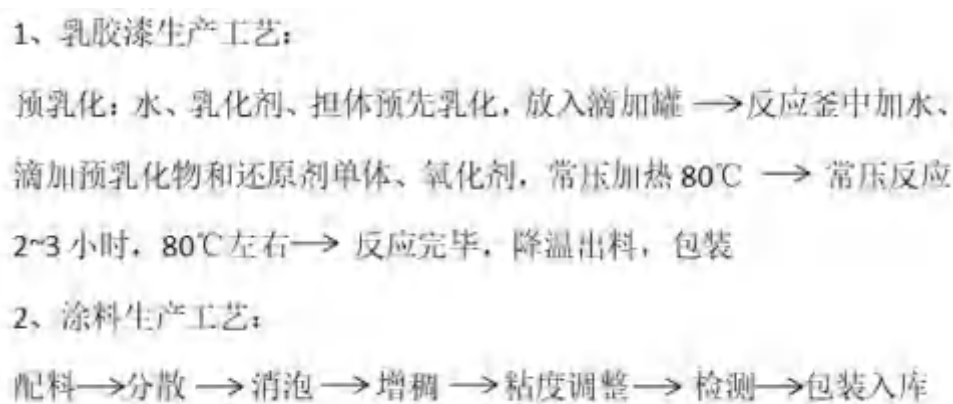 1、乳胶漆生产工艺：
预乳化：水、乳化剂、担体预先乳化，放入滴加罐 → 反应釜中加水、
滴加预乳化物和还原剂单体、氧化剂，常压加热 80℃ → 常压反应
2~3 小时，80℃左右→ 反应完毕，降温出料，包装
2、涂料生产工艺：
配料→分散 → 消泡 → 增稠 → 粘度调整→ 检测→包装入库